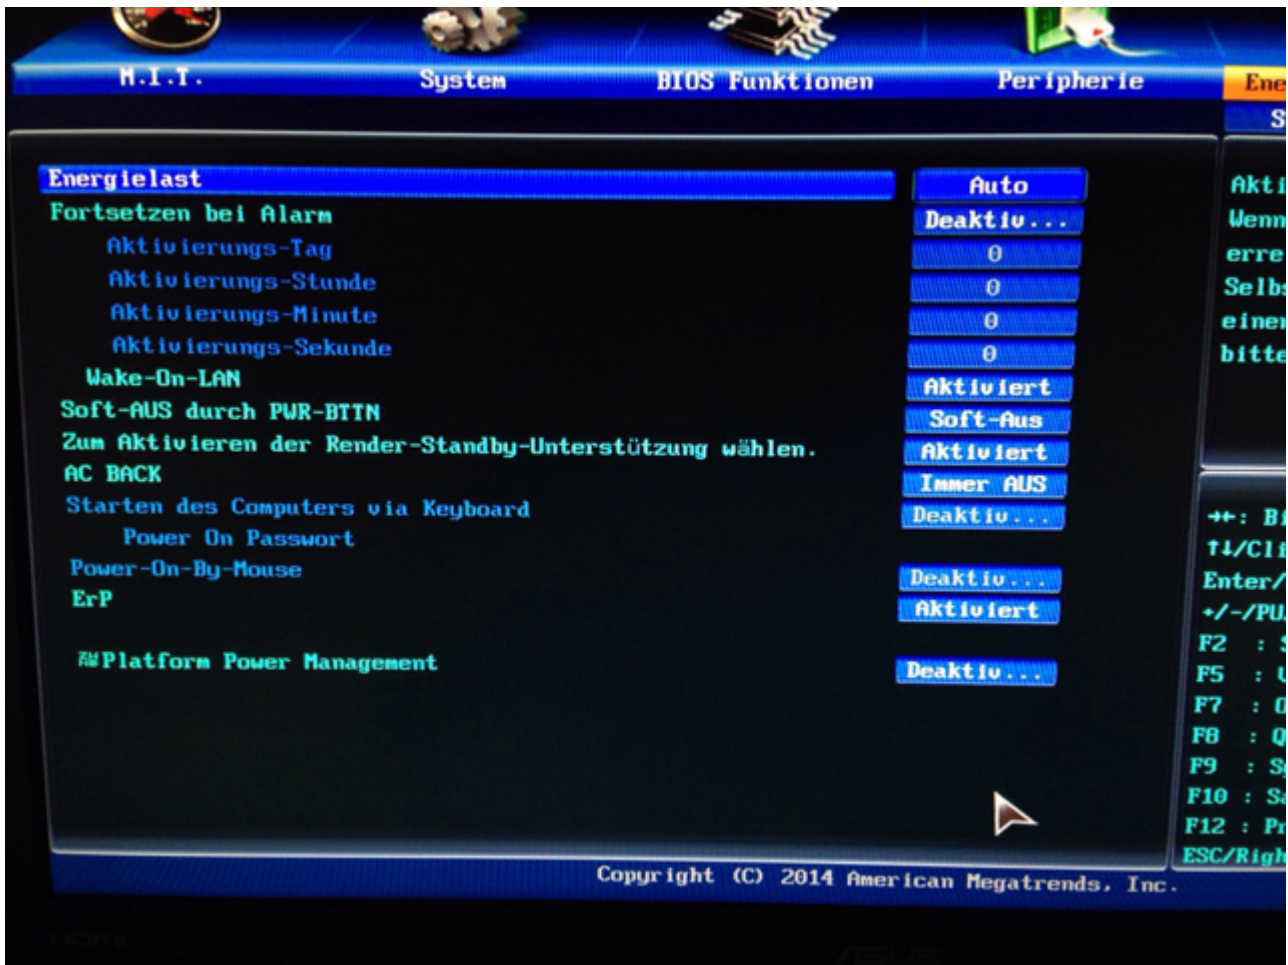 M.I.T. System BIOS Funktionen Peripherie
Energielast Auto
Fortsetzen bei Alarm Deaktiv...
Aktivierungs-Tag 0
Aktivierungs-Stunde 0
Aktivierungs-Minute 0
Aktivierungs-Sekunde 0
Wake-On-LAN Aktiviert
Soft-AUS durch PWR-BTTN Soft-Aus
Zum Aktivieren der Render-Standby-Unterstützung wählen. Aktiviert
AC BACK Immer AUS
Starten des Computers via Keyboard Deaktiv...
Power On Passwort
Power-On-By-Mouse Deaktiv...
ErP Aktiviert
Platform Power Management Deaktiv...
Wenn
bitte
Enter/
F2 :
F5 :
F7 :
F8 :
F9 :
F10 :
F12 :
Copyright (C) 2014 American Megatrends, Inc.
HDMI
ASUS